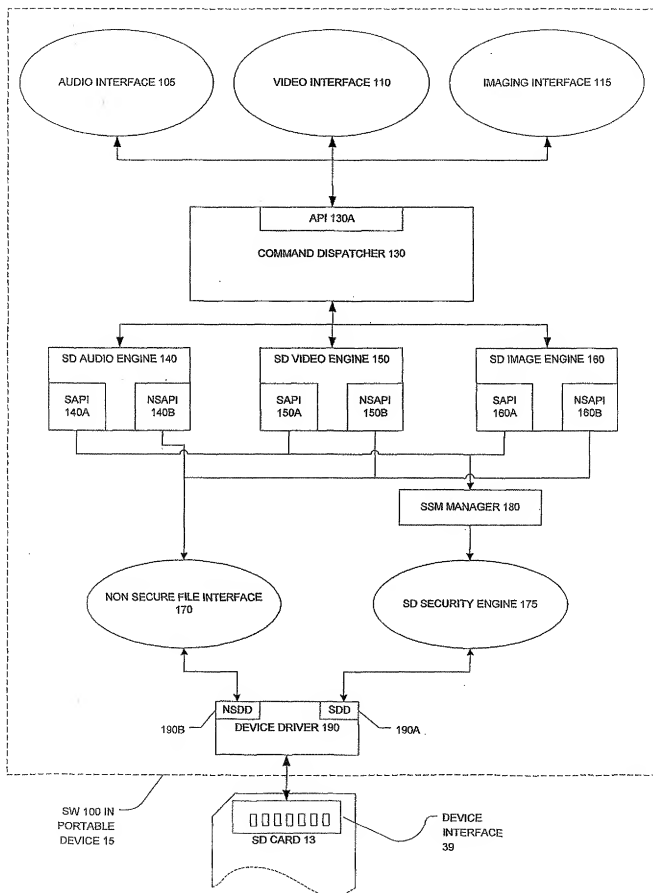 AUDIO INTERFACE 105
VIDEO INTERFACE 110
IMAGING INTERFACE 115
API 130A
COMMAND DISPATCHER 130
SD AUDIO ENGINE 140
SAPI
140A
NSAPI
140B
SD VIDEO ENGINE 150
SAPI
150A
NSAPI
150B
SD IMAGE ENGINE 160
SAPI
160A
NSAPI
160B
SSM MANAGER 180
NON SECURE FILE INTERFACE
170
SD SECURITY ENGINE 175
NSDD
SDD
190B
DEVICE DRIVER 190
190A
SW 100 IN
PORTABLE
DEVICE 15
SD CARD 13
DEVICE
INTERFACE
39